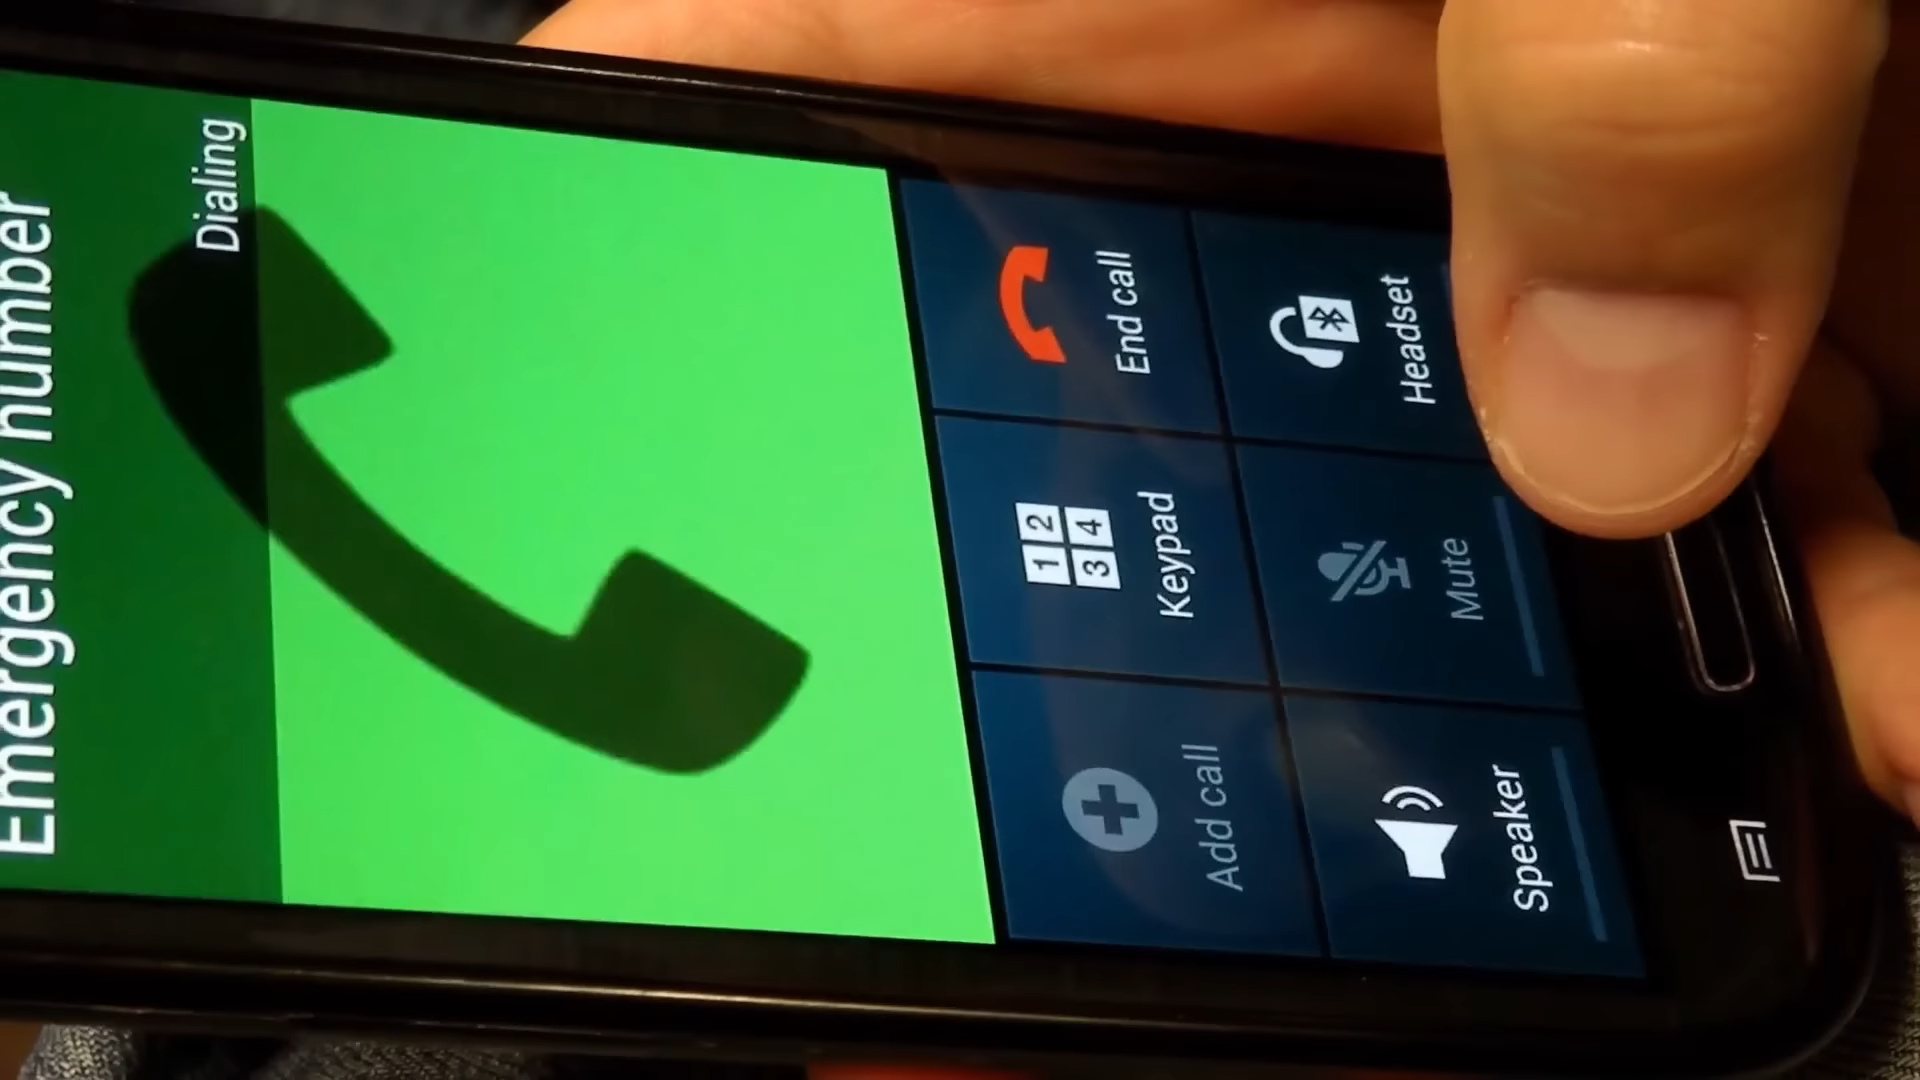 Emergency number
Dialing
Add call
1 2
3 4
Keypad
End call
Speaker
Mute
Headset